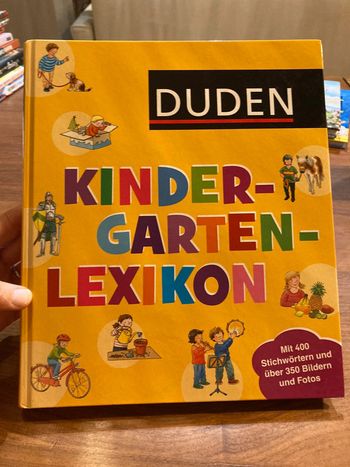 DUDEN
KINDER-
GARTEN-
LEXIKON
Mit 400
Stichwörtern und
über 350 Bildern
und Fotos